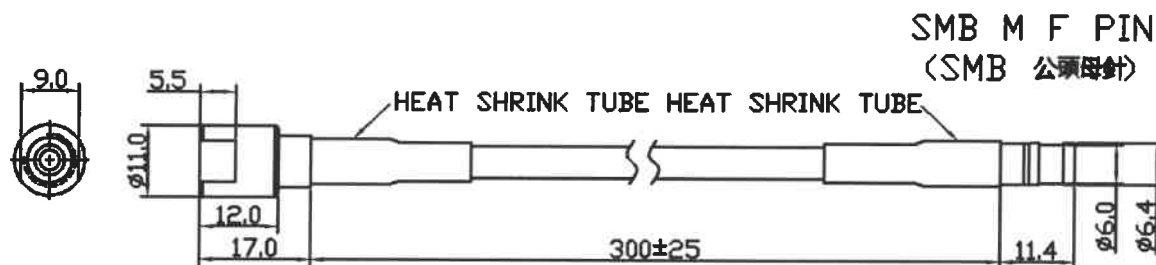 SMB M F PIN
(SMB 公頭母針)
9.0
5.5
HEAT SHRINK TUBE HEAT SHRINK TUBE
ø11.0
12.0
17.0
300±25
11.4
ø6.0
ø6.4